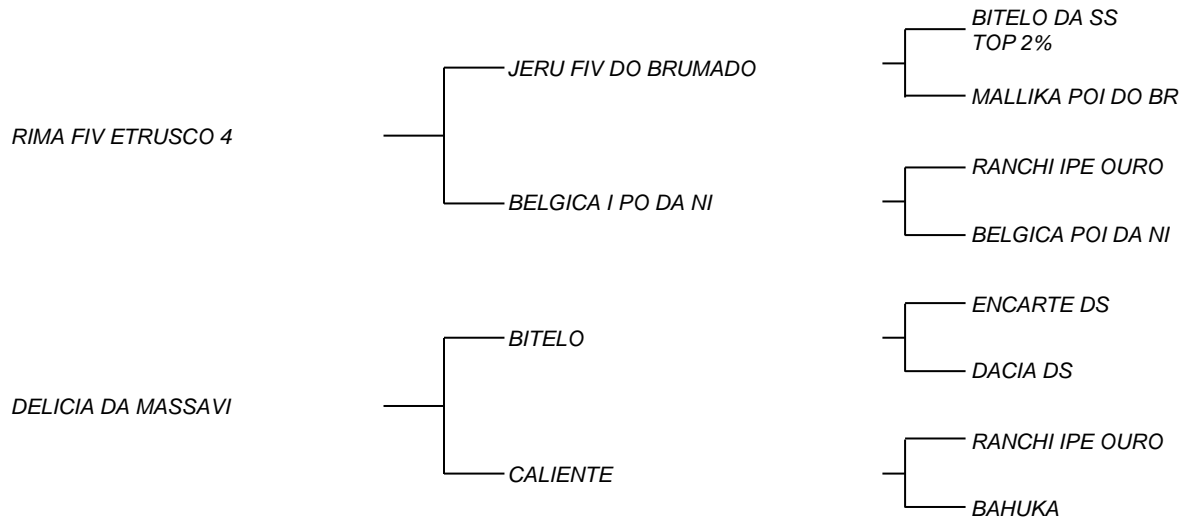 BITELO DA SS
TOP 2%
JERU FIV DO BRUMADO
MALLIKA POI DO BR
RIMA FIV ETRUSCO 4
RANCHI IPE OURO
BELGICA I PO DA NI
BELGICA POI DA NI
ENCARTE DS
BITELO
DACIA DS
DELICIA DA MASSAVI
RANCHI IPE OURO
CALIENTE
BAHUKA